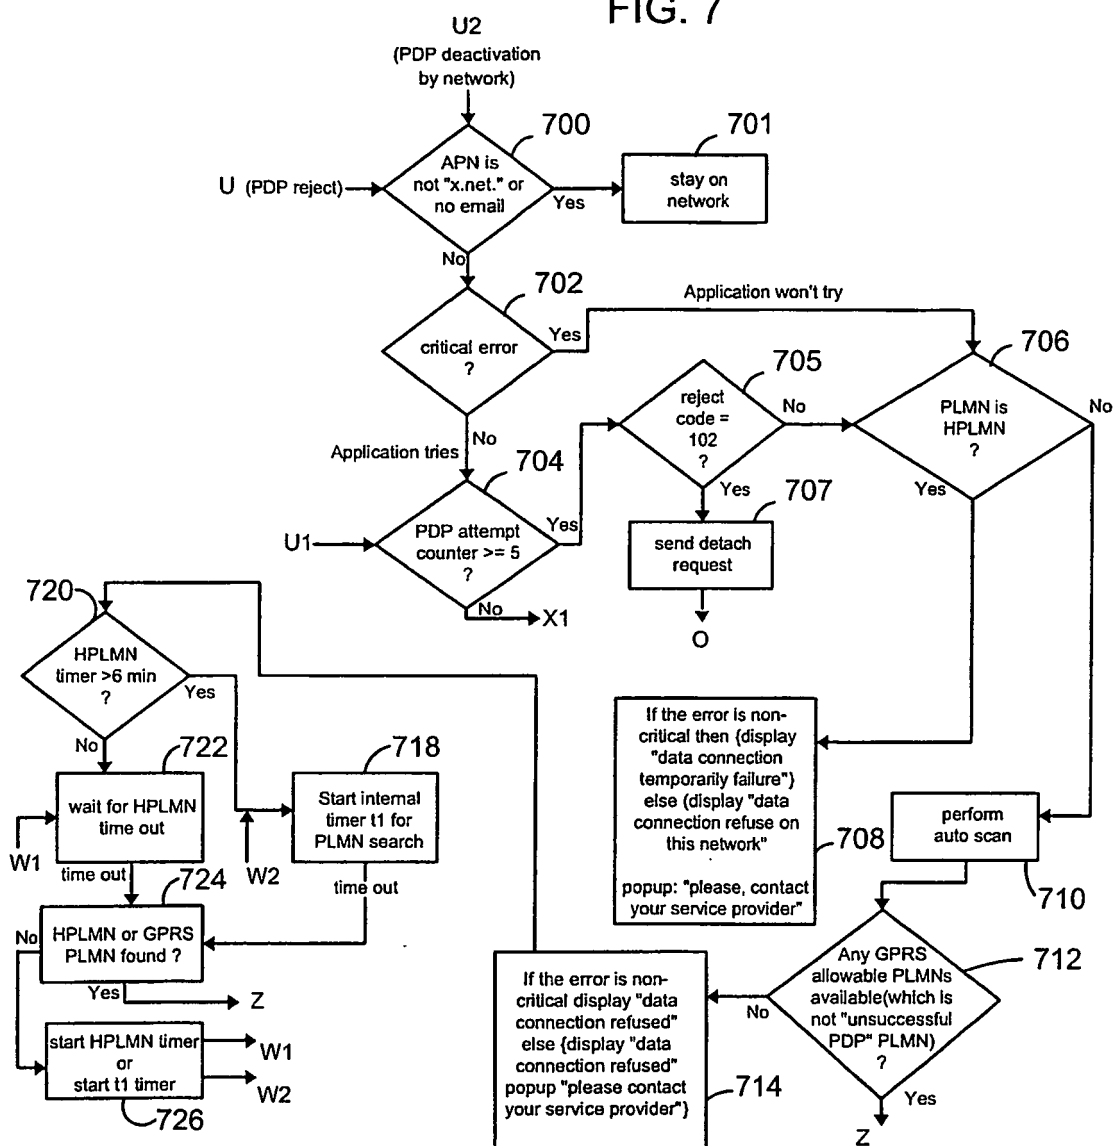 FIG. 7
U2
(PDP deactivation
by network)
700
701
APN is
not "x.net." or
no email
U (PDP reject)
Yes
stay on
network
No
702
Application won't try
critical error
?
Yes
706
705
reject
code =
102
?
No
PLMN is
HPLMN
?
No
No
Application tries
704
Yes
707
Yes
U1
PDP attempt
counter >= 5
?
Yes
send detach
request
No
X1
O
720
HPLMN
timer >6 min
?
Yes
No
722
718
wait for HPLMN
time out
Start internal
timer t1 for
PLMN search
W1
W2
time out
time out
724
If the error is non-
critical then {display
"data connection
temporarily failure"}
else (display "data
connection refuse on
this network"
popup: "please, contact
your service provider"
708
perform
auto scan
710
No
HPLMN or GPRS
PLMN found ?
Yes
Z
start HPLMN timer
or
start t1 timer
W1
W2
726
If the error is non-
critical display "data
connection refused"
else {display "data
connection refused"
popup "please contact
your service provider"}
714
712
Any GPRS
allowable PLMNs
available(which is
not "unsuccessful
PDP" PLMN)
?
No
Yes
Z